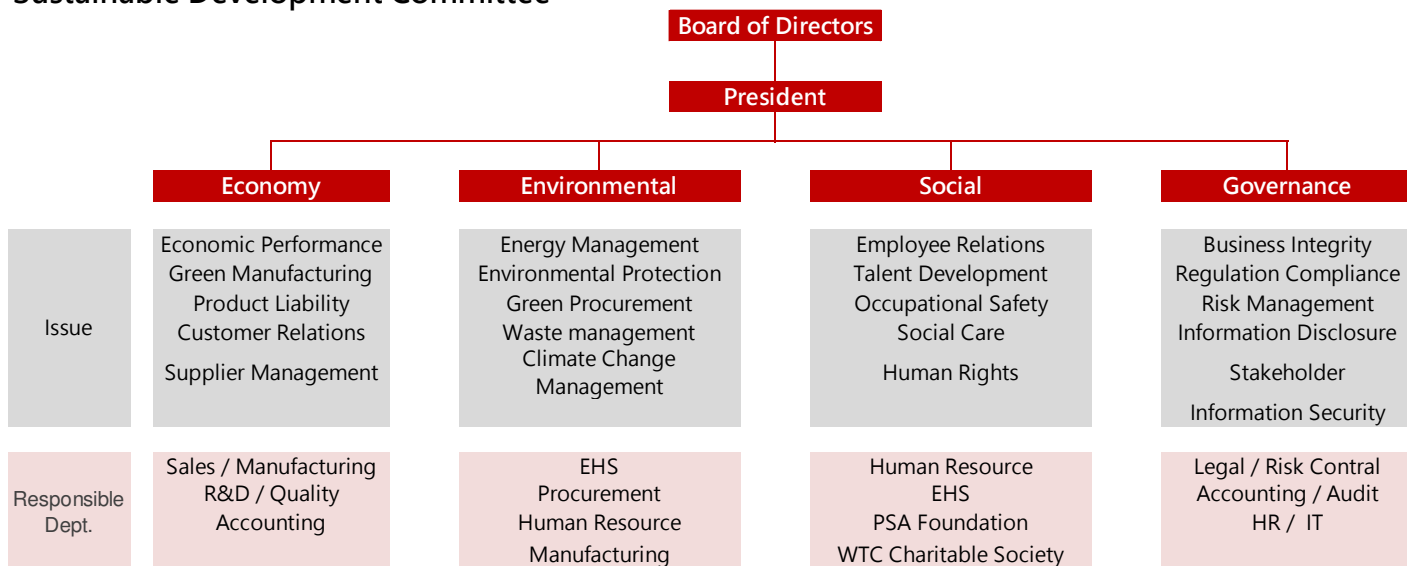 Sustainable Development Committee
Board of Directors
President
Economy
Environmental
Social
Governance
Issue
Economic Performance
Green Manufacturing
Product Liability
Customer Relations
Supplier Management
Energy Management
Environmental Protection
Green Procurement
Waste management
Climate Change
Management
Employee Relations
Talent Development
Occupational Safety
Social Care
Human Rights
Business Integrity
Regulation Compliance
Risk Management
Information Disclosure
Stakeholder
Information Security
Responsible
Dept.
Sales / Manufacturing
R&D / Quality
Accounting
EHS
Procurement
Human Resource
Manufacturing
Human Resource
EHS
PSA Foundation
WTC Charitable Society
Legal / Risk Contral
Accounting / Audit
HR / IT